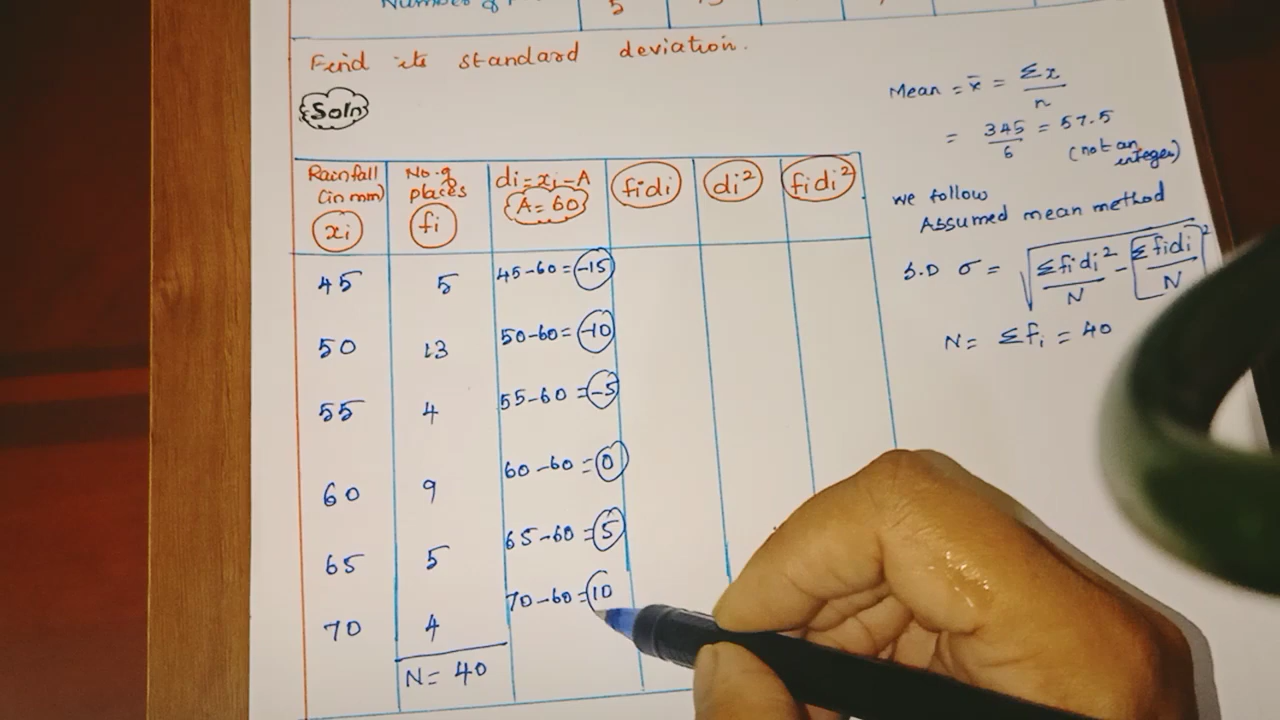 Number of
5
Find its standard deviation.
Soln
Rainfall (in mm) xi
No. of places fi
di = xi - A A = 60
fidi
di²
fidi²
45 5 45-60 = -15
50 13 50-60 = -10
55 4 55-60 = -5
60 9 60-60 = 0
65 5 65-60 = 5
70 4 70-60 = 10
N = 40
Mean = x̄ = Σx/n
= 345/6 = 57.5
(not an integer)
we follow
Assumed mean method
S.D σ = √(Σfidi²/N - [Σfidi/N]²)
N = Σfi = 40